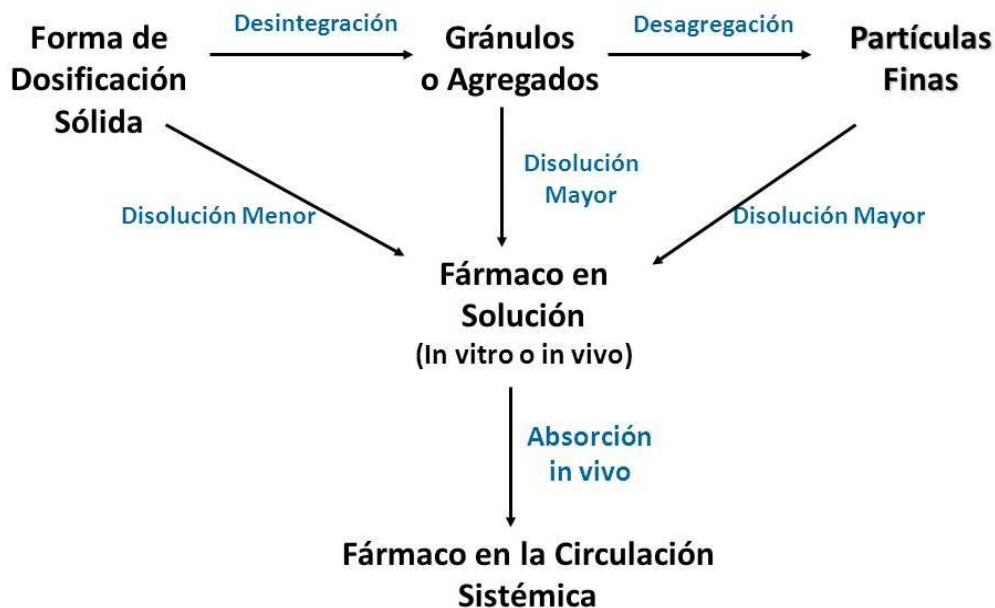 Forma de
Dosificación
Sólida
Desintegración
Gránulos
o Agregados
Desagregación
Partículas
Finas
Disolución Menor
Disolución
Mayor
Disolución Mayor
Fármaco en
Solución
(In vitro o in vivo)
Absorción
in vivo
Fármaco en la Circulación
Sistémica